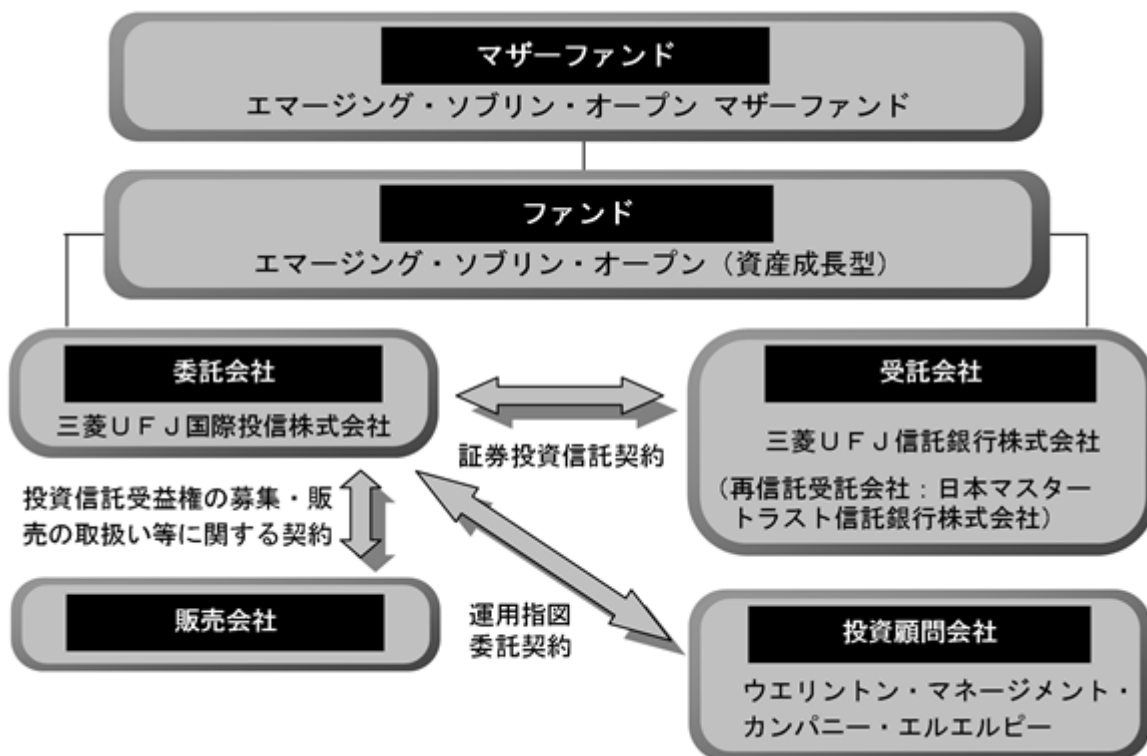 マザーファンド
エマージング・ソブリン・オープン マザーファンド
ファンド
エマージング・ソブリン・オープン（資産成長型）
委託会社
三菱ＵＦＪ国際投信株式会社
受託会社
三菱ＵＦＪ信託銀行株式会社
（再信託受託会社：日本マスター
トラスト信託銀行株式会社）
証券投資信託契約
投資信託受益権の募集・販
売の取扱い等に関する契約
販売会社
運用指図
委託契約
投資顧問会社
ウエリントン・マネージメント・
カンパニー・エルエルピー